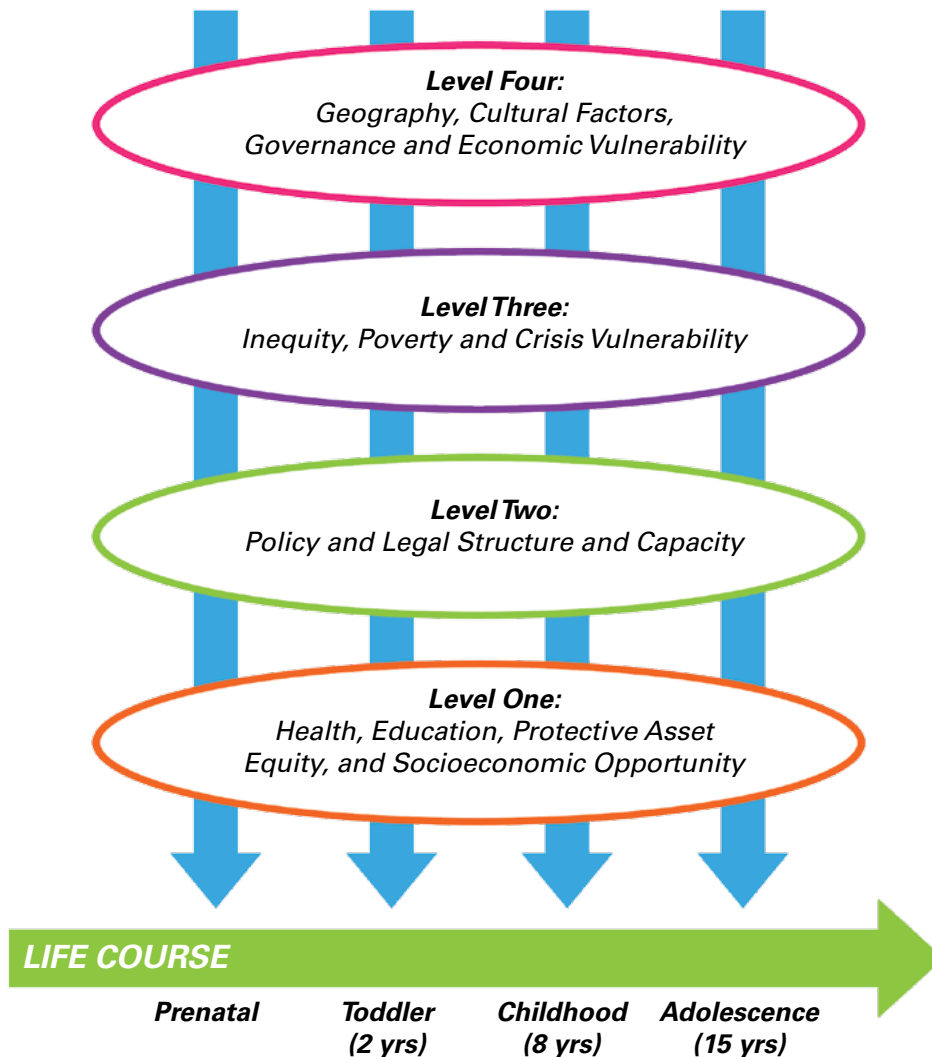 Level Four:
Geography, Cultural Factors,
Governance and Economic Vulnerability
Level Three:
Inequity, Poverty and Crisis Vulnerability
Level Two:
Policy and Legal Structure and Capacity
Level One:
Health, Education, Protective Asset
Equity, and Socioeconomic Opportunity
LIFE COURSE
Prenatal Toddler Childhood Adolescence
(2 yrs) (8 yrs) (15 yrs)